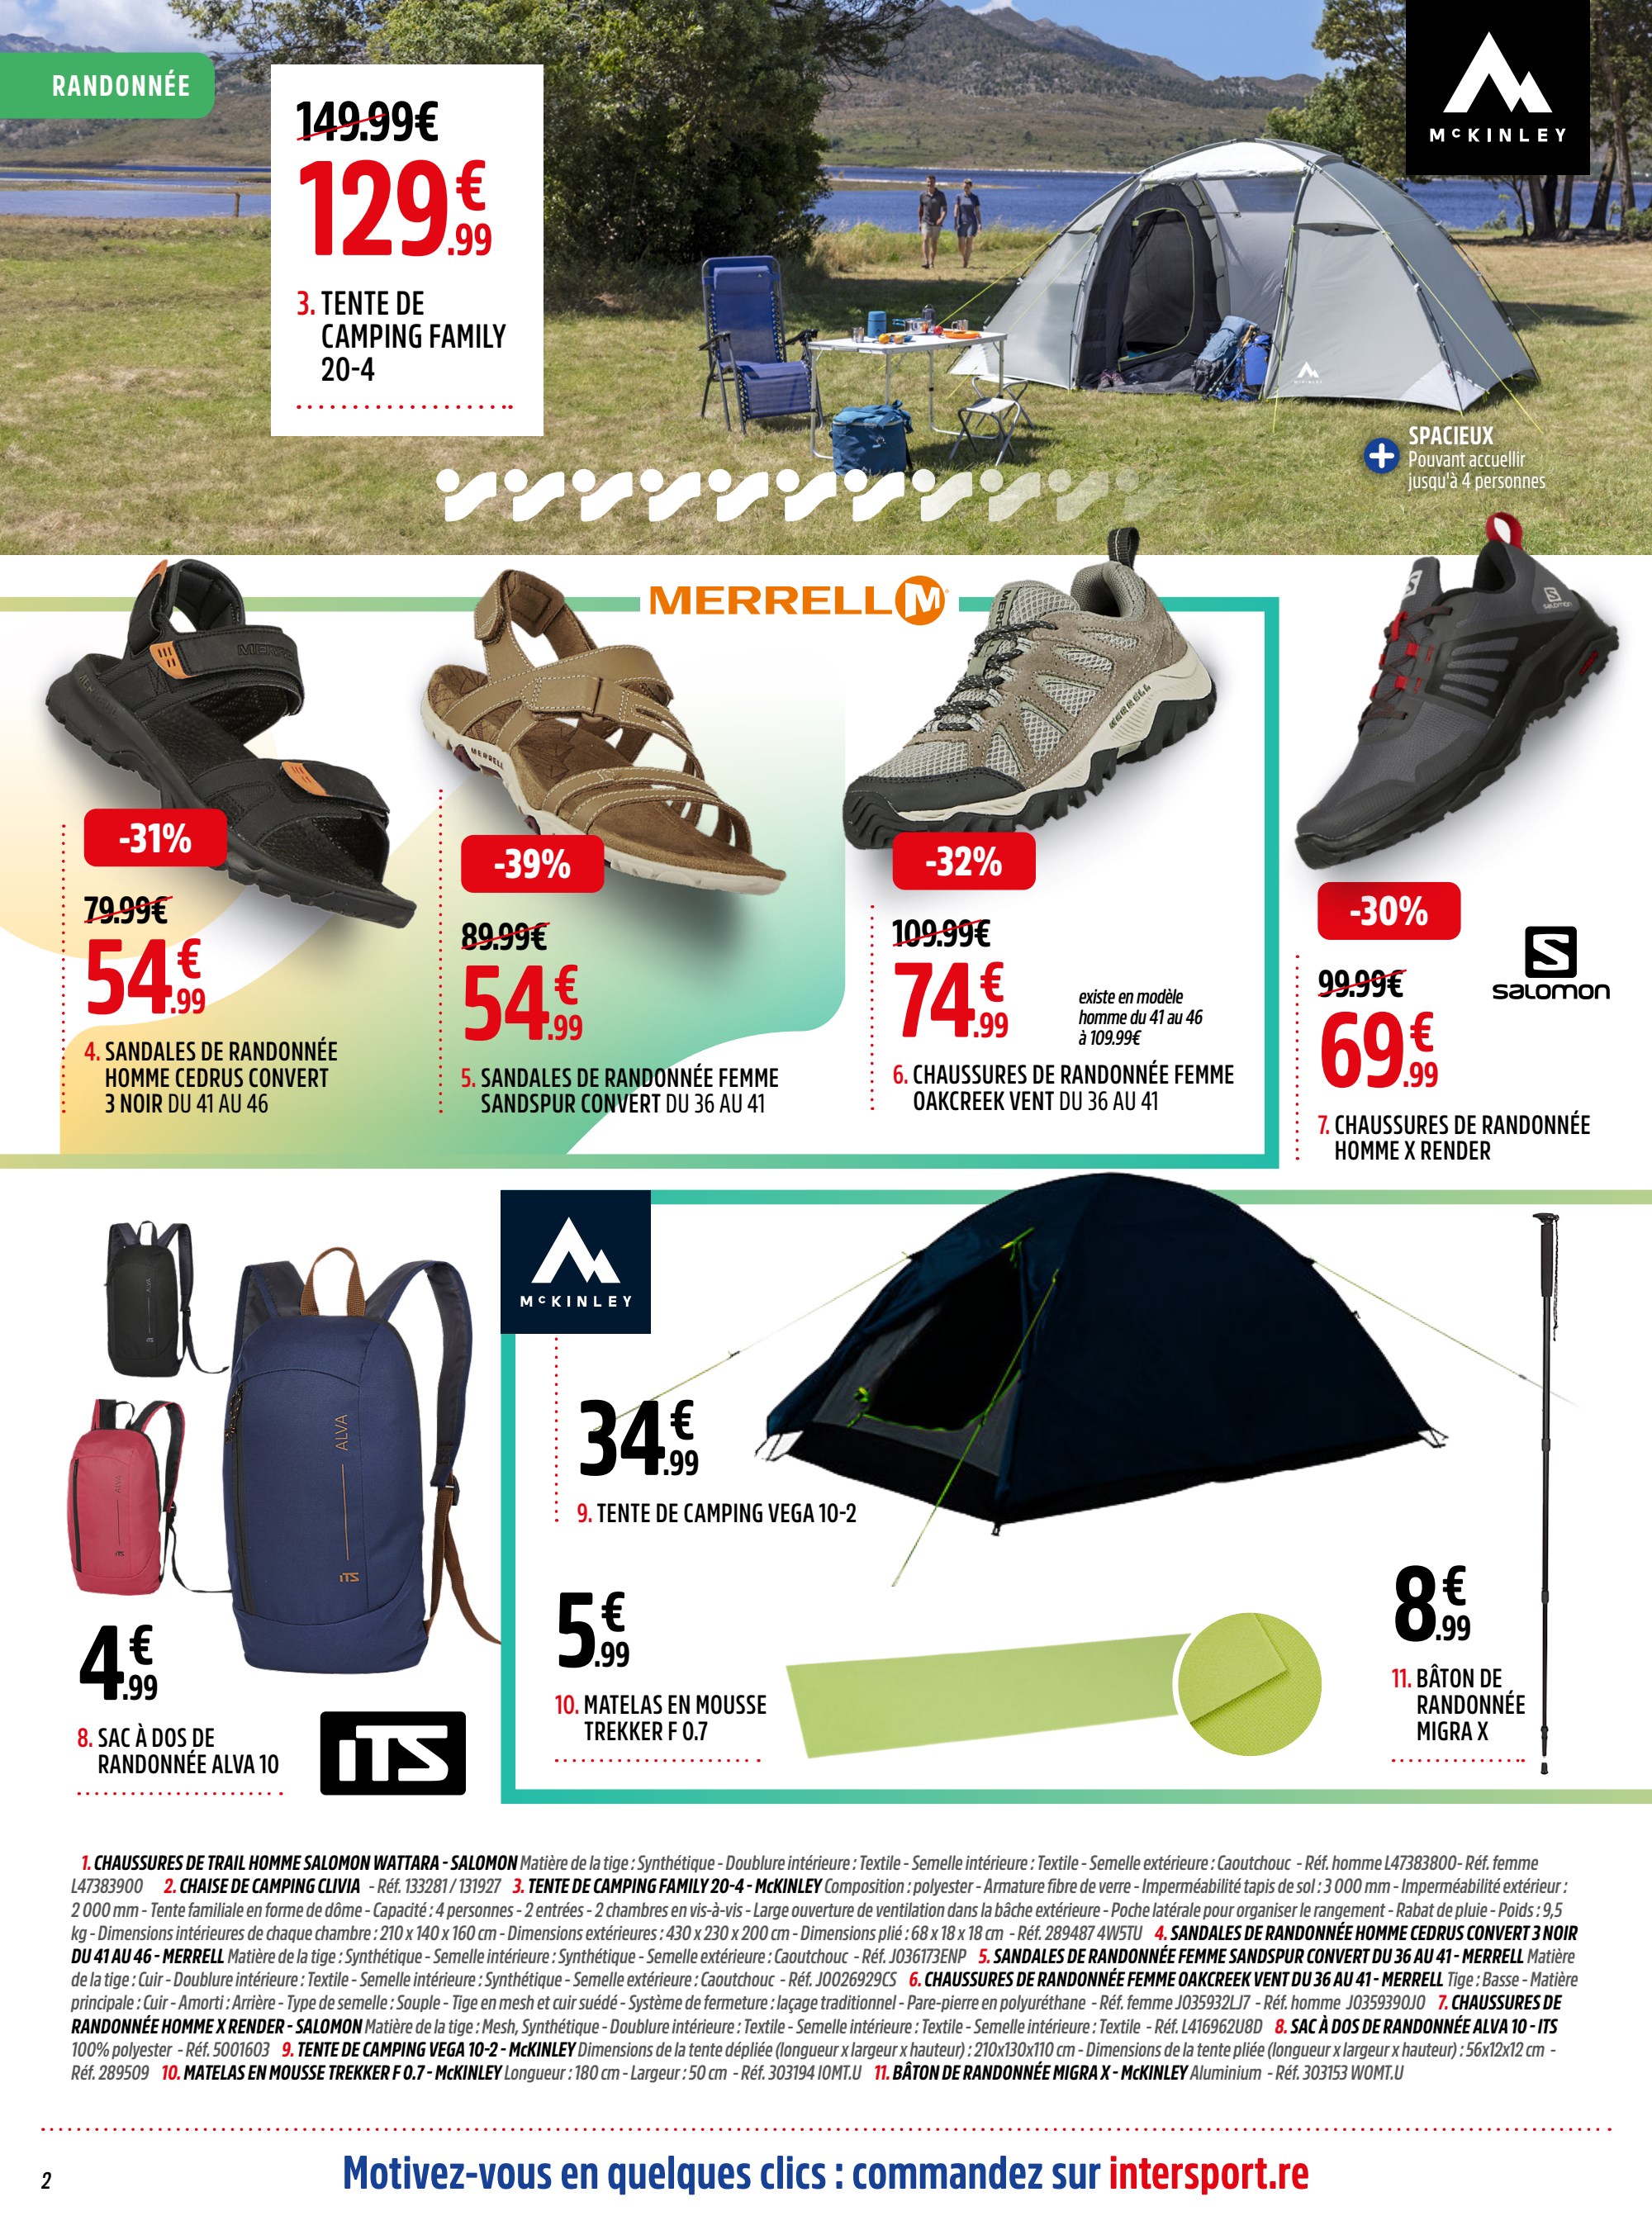 RANDONNÉE
149.99€
129€.99
3. TENTE DE
CAMPING FAMILY
20-4
McKINLEY
McKINLEY
SPACIEUX
Pouvant accuellir
jusqu'à 4 personnes
MERRELL M
MERRELL
MERRELL
MERRELL
salomon
-31%
79.99€
54€.99
4. SANDALES DE RANDONNÉE
HOMME CEDRUS CONVERT
3 NOIR DU 41 AU 46
-39%
89.99€
54€.99
5. SANDALES DE RANDONNÉE FEMME
SANDSPUR CONVERT DU 36 AU 41
-32%
109.99€
74€.99
existe en modèle
homme du 41 au 46
à 109.99€
6. CHAUSSURES DE RANDONNÉE FEMME
OAKCREEK VENT DU 36 AU 41
-30%
99.99€
69€.99
S
salomon
7. CHAUSSURES DE RANDONNÉE
HOMME X RENDER
McKINLEY
ALVA
iTS
4€.99
8. SAC À DOS DE
RANDONNÉE ALVA 10
iTS
34€.99
9. TENTE DE CAMPING VEGA 10-2
5€.99
10. MATELAS EN MOUSSE
TREKKER F 0.7
8€.99
11. BÂTON DE
RANDONNÉE
MIGRA X
1. CHAUSSURES DE TRAIL HOMME SALOMON WATTARA - SALOMON Matière de la tige : Synthétique - Doublure intérieure : Textile - Semelle intérieure : Textile - Semelle extérieure : Caoutchouc - Réf. homme L47383800- Réf. femme
L47383900 2. CHAISE DE CAMPING CLIVIA - Réf. 133281 / 131927 3. TENTE DE CAMPING FAMILY 20-4 - McKINLEY Composition : polyester - Armature fibre de verre - Imperméabilité tapis de sol : 3 000 mm - Imperméabilité extérieur :
2 000 mm - Tente familiale en forme de dôme - Capacité : 4 personnes - 2 entrées - 2 chambres en vis-à-vis - Large ouverture de ventilation dans la bâche extérieure - Poche latérale pour organiser le rangement - Rabat de pluie - Poids : 9,5
kg - Dimensions intérieures de chaque chambre : 210 x 140 x 160 cm - Dimensions extérieures : 430 x 230 x 200 cm - Dimensions plié : 68 x 18 x 18 cm - Réf. 289487 4W5TU 4. SANDALES DE RANDONNÉE HOMME CEDRUS CONVERT 3 NOIR
DU 41 AU 46 - MERRELL Matière de la tige : Synthétique - Semelle intérieure : Synthétique - Semelle extérieure : Caoutchouc - Réf. J036173ENP 5. SANDALES DE RANDONNÉE FEMME SANDSPUR CONVERT DU 36 AU 41 - MERRELL Matière
de la tige : Cuir - Doublure intérieure : Textile - Semelle intérieure : Synthétique - Semelle extérieure : Caoutchouc - Réf. J0026929CS 6. CHAUSSURES DE RANDONNÉE FEMME OAKCREEK VENT DU 36 AU 41 - MERRELL Tige : Basse - Matière
principale : Cuir - Amorti : Arrière - Type de semelle : Souple - Tige en mesh et cuir suédé - Système de fermeture : laçage traditionnel - Pare-pierre en polyuréthane - Réf. femme J035932LJ7 - Réf. homme J0359390J0 7. CHAUSSURES DE
RANDONNÉE HOMME X RENDER - SALOMON Matière de la tige : Mesh, Synthétique - Doublure intérieure : Textile - Semelle intérieure : Textile - Semelle intérieure : Textile - Réf. L416962U8D 8. SAC À DOS DE RANDONNÉE ALVA 10 - ITS
100% polyester - Réf. 5001603 9. TENTE DE CAMPING VEGA 10-2 - McKINLEY Dimensions de la tente dépliée (longueur x largeur x hauteur) : 210x130x110 cm - Dimensions de la tente pliée (longueur x largeur x hauteur) : 56x12x12 cm -
Réf. 289509 10. MATELAS EN MOUSSE TREKKER F 0.7 - McKINLEY Longueur : 180 cm - Largeur : 50 cm - Réf. 303194 IOMT.U 11. BÂTON DE RANDONNÉE MIGRA X - McKINLEY Aluminium - Réf. 303153 WOMT.U
2
Motivez-vous en quelques clics : commandez sur intersport.re